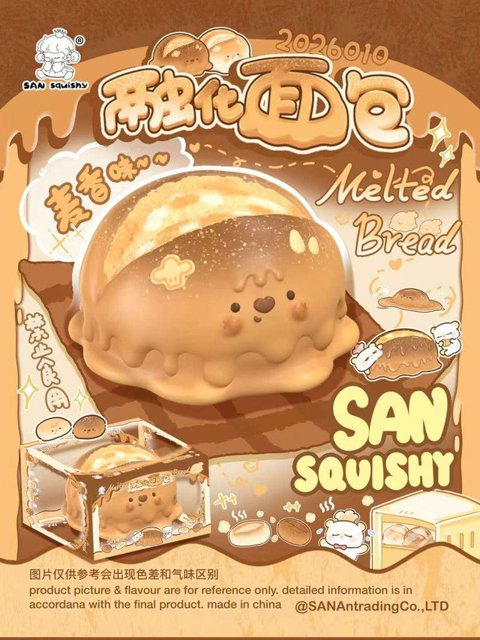 SAN squishy®
2026010
融化面包
麦香味~~
Melted
Bread
禁止食用
SAN
SQUISHY
图片仅供参考会出现色差和气味区别
product picture & flavour are for reference only. detailed information is in
accordana with the final product. made in china @SANAntradingCo.,LTD